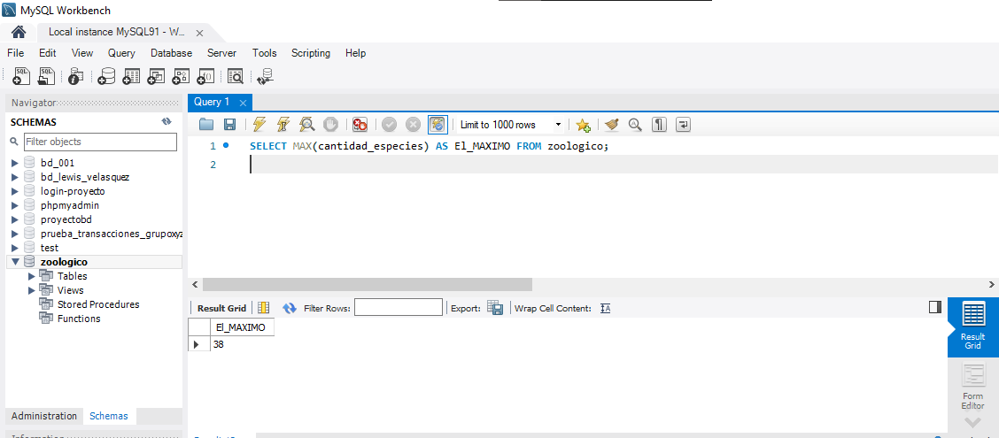 MySQL Workbench
Local instance MySQL91 - W...
File Edit View Query Database Server Tools Scripting Help
Navigator
SCHEMAS
Filter objects
bd_001
bd_lewis_velasquez
login-proyecto
phpmyadmin
proyectobd
prueba_transacciones_grupoxyz
test
zoologico
Tables
Views
Stored Procedures
Functions
Administration Schemas
Query 1
Limit to 1000 rows
1 SELECT MAX(cantidad_especies) AS El_MAXIMO FROM zoologico;
2
Result Grid Filter Rows: Export: Wrap Cell Content:
El_MAXIMO
38
Result
Grid
Form
Editor